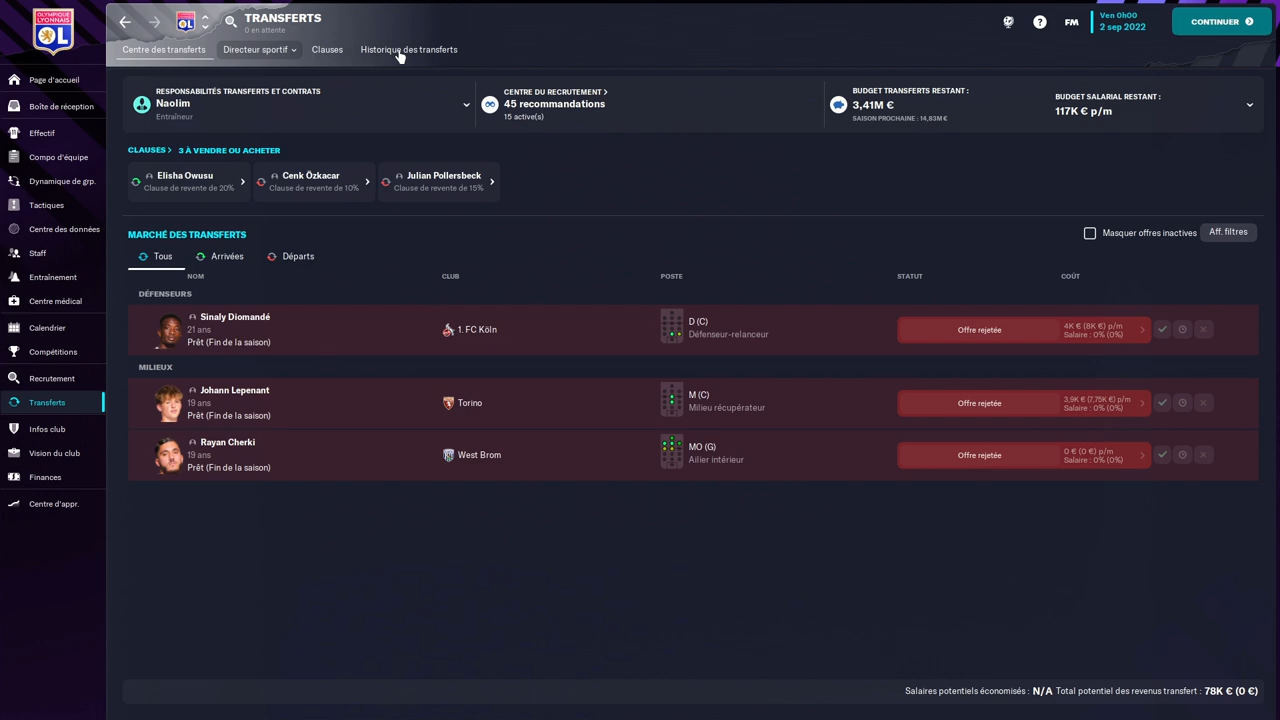 OLYMPIQUE
LYONNAIS
OL
TRANSFERTS
0 en attente
FM
Ven 0h00
2 sep 2022
CONTINUER
Centre des transferts
Directeur sportif
Clauses
Historique des transferts
Page d'accueil
Boîte de réception
Effectif
Compo d'équipe
Dynamique de grp.
Tactiques
Centre des données
Staff
Entraînement
Centre médical
Calendrier
Compétitions
Recrutement
Transferts
Infos club
Vision du club
Finances
Centre d'appr.
RESPONSABILITÉS TRANSFERTS ET CONTRATS
Naolim
Entraîneur
CENTRE DU RECRUTEMENT >
45 recommandations
15 active(s)
BUDGET TRANSFERTS RESTANT :
3,41M €
SAISON PROCHAINE : 14,83M €
BUDGET SALARIAL RESTANT :
117K € p/m
CLAUSES > 3 À VENDRE OU ACHETER
Elisha Owusu
Clause de revente de 20%
Cenk Özkacar
Clause de revente de 10%
Julian Pollersbeck
Clause de revente de 15%
MARCHÉ DES TRANSFERTS
Masquer offres inactives
Aff. filtres
Tous
Arrivées
Départs
NOM CLUB POSTE STATUT COÛT
DÉFENSEURS
Sinaly Diomandé
21 ans
Prêt (Fin de la saison)
1. FC Köln
D (C)
Défenseur-relanceur
Offre rejetée
4K € (8K €) p/m
Salaire : 0% (0%)
MILIEUX
Johann Lepenant
19 ans
Prêt (Fin de la saison)
Torino
M (C)
Milieu récupérateur
Offre rejetée
3,9K € (7,75K €) p/m
Salaire : 0% (0%)
Rayan Cherki
19 ans
Prêt (Fin de la saison)
West Brom
MO (G)
Ailier intérieur
Offre rejetée
0 € (0 €) p/m
Salaire : 0% (0%)
Salaires potentiels économisés : N/A Total potentiel des revenus transfert : 78K € (0 €)